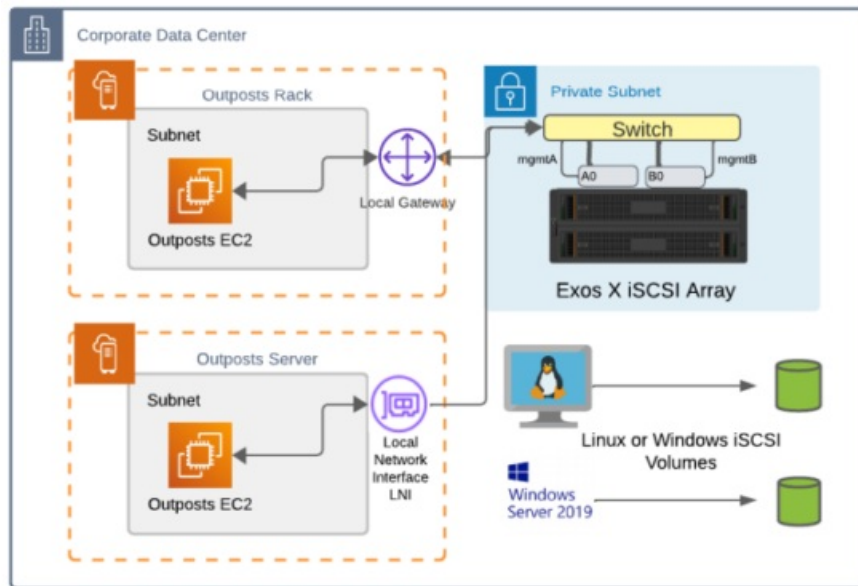 Corporate Data Center
Outposts Rack
Subnet
Outposts EC2
Local Gateway
Private Subnet
Switch
mgmtA
mgmtB
A0
B0
Exos X iSCSI Array
Outposts Server
Subnet
Outposts EC2
Local
Network
Interface
LNI
Linux or Windows iSCSI
Volumes
Windows
Server 2019